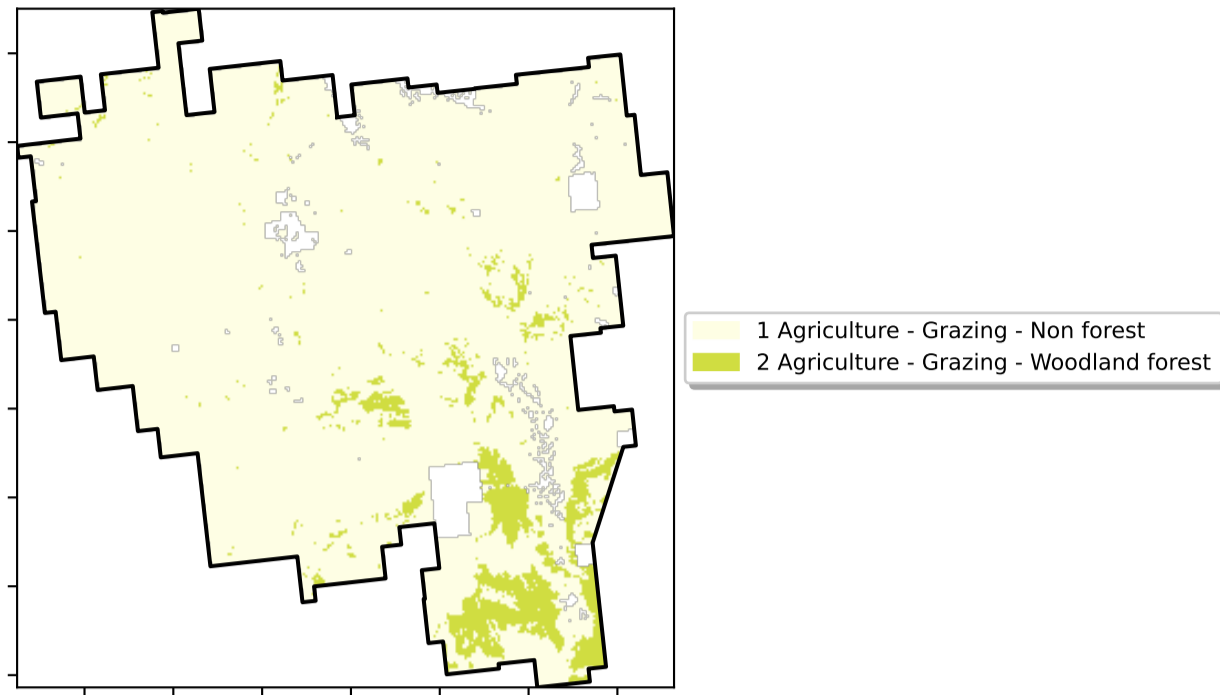 1 Agriculture - Grazing - Non forest
2 Agriculture - Grazing - Woodland forest